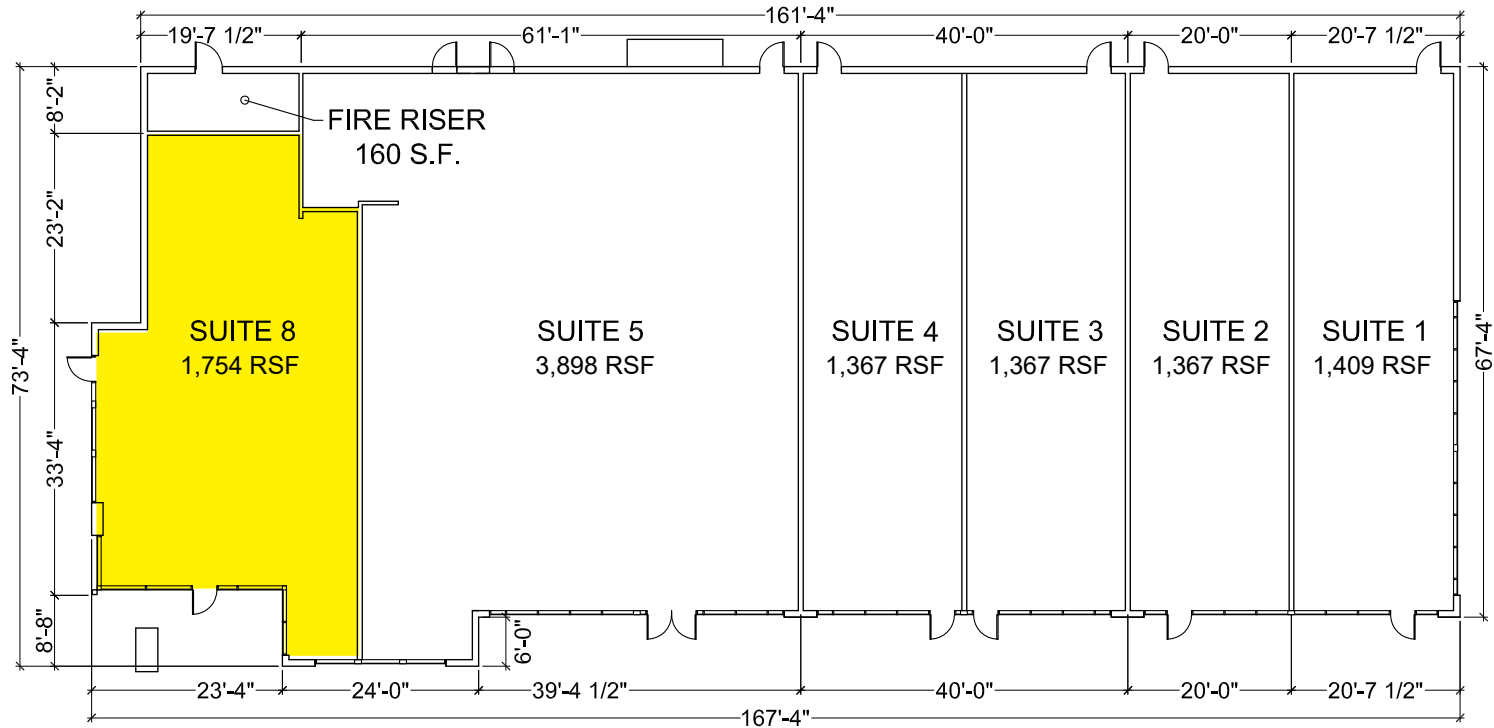 161'-4"
19'-7 1/2"
61'-1"
40'-0"
20'-0"
20'-7 1/2"
8'-2"
FIRE RISER
160 S.F.
23'-2"
73'-4"
33'-4"
8'-8"
67'-4"
SUITE 8
1,754 RSF
SUITE 5
3,898 RSF
SUITE 4
1,367 RSF
SUITE 3
1,367 RSF
SUITE 2
1,367 RSF
SUITE 1
1,409 RSF
6'-0"
23'-4"
24'-0"
39'-4 1/2"
40'-0"
20'-0"
20'-7 1/2"
167'-4"